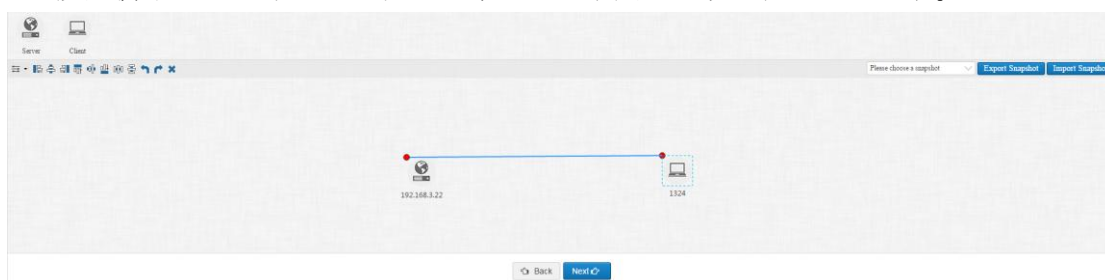 Server Client
Please choose a snapshot Export Snapshot Import Snapsho
192.168.3.22 1324
Back Next